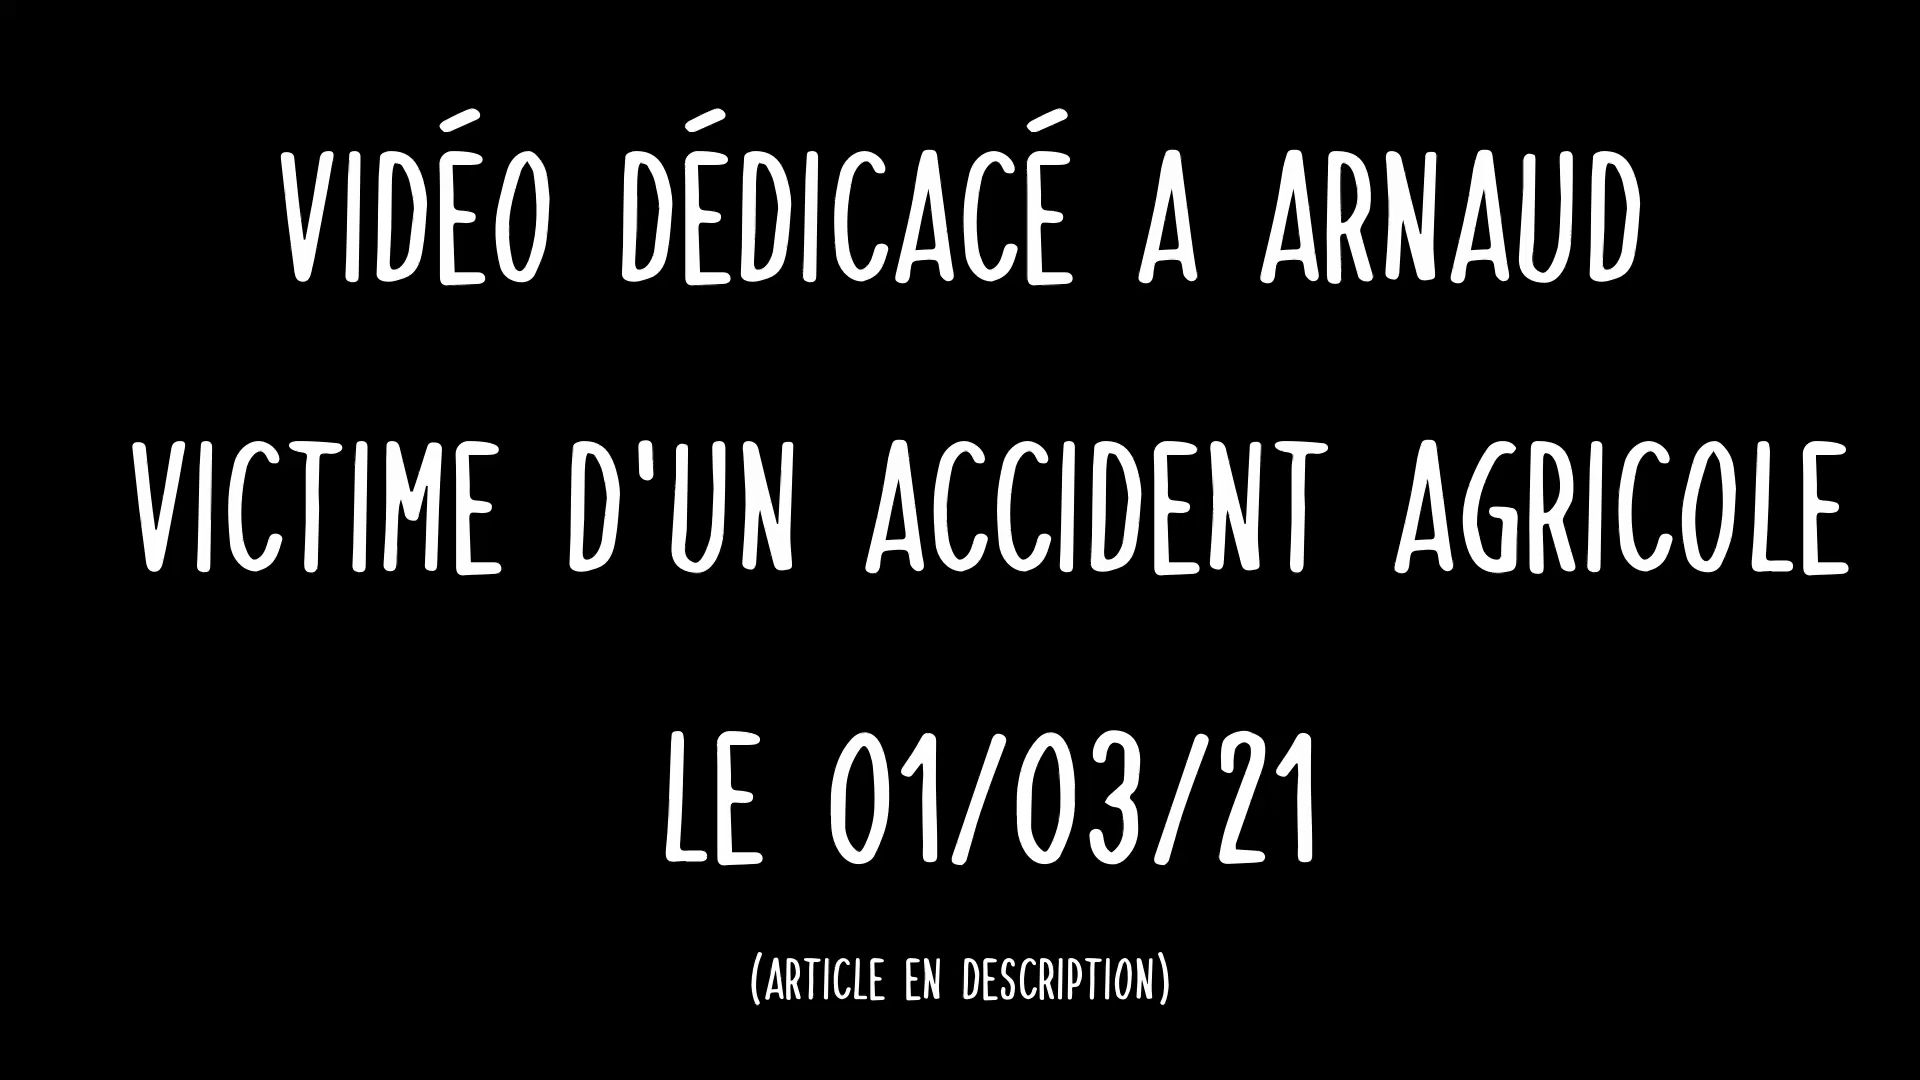 VIDÉO DÉDICACÉ A ARNAUD
VICTIME D'UN ACCIDENT AGRICOLE
LE 01/03/21
(ARTICLE EN DESCRIPTION)